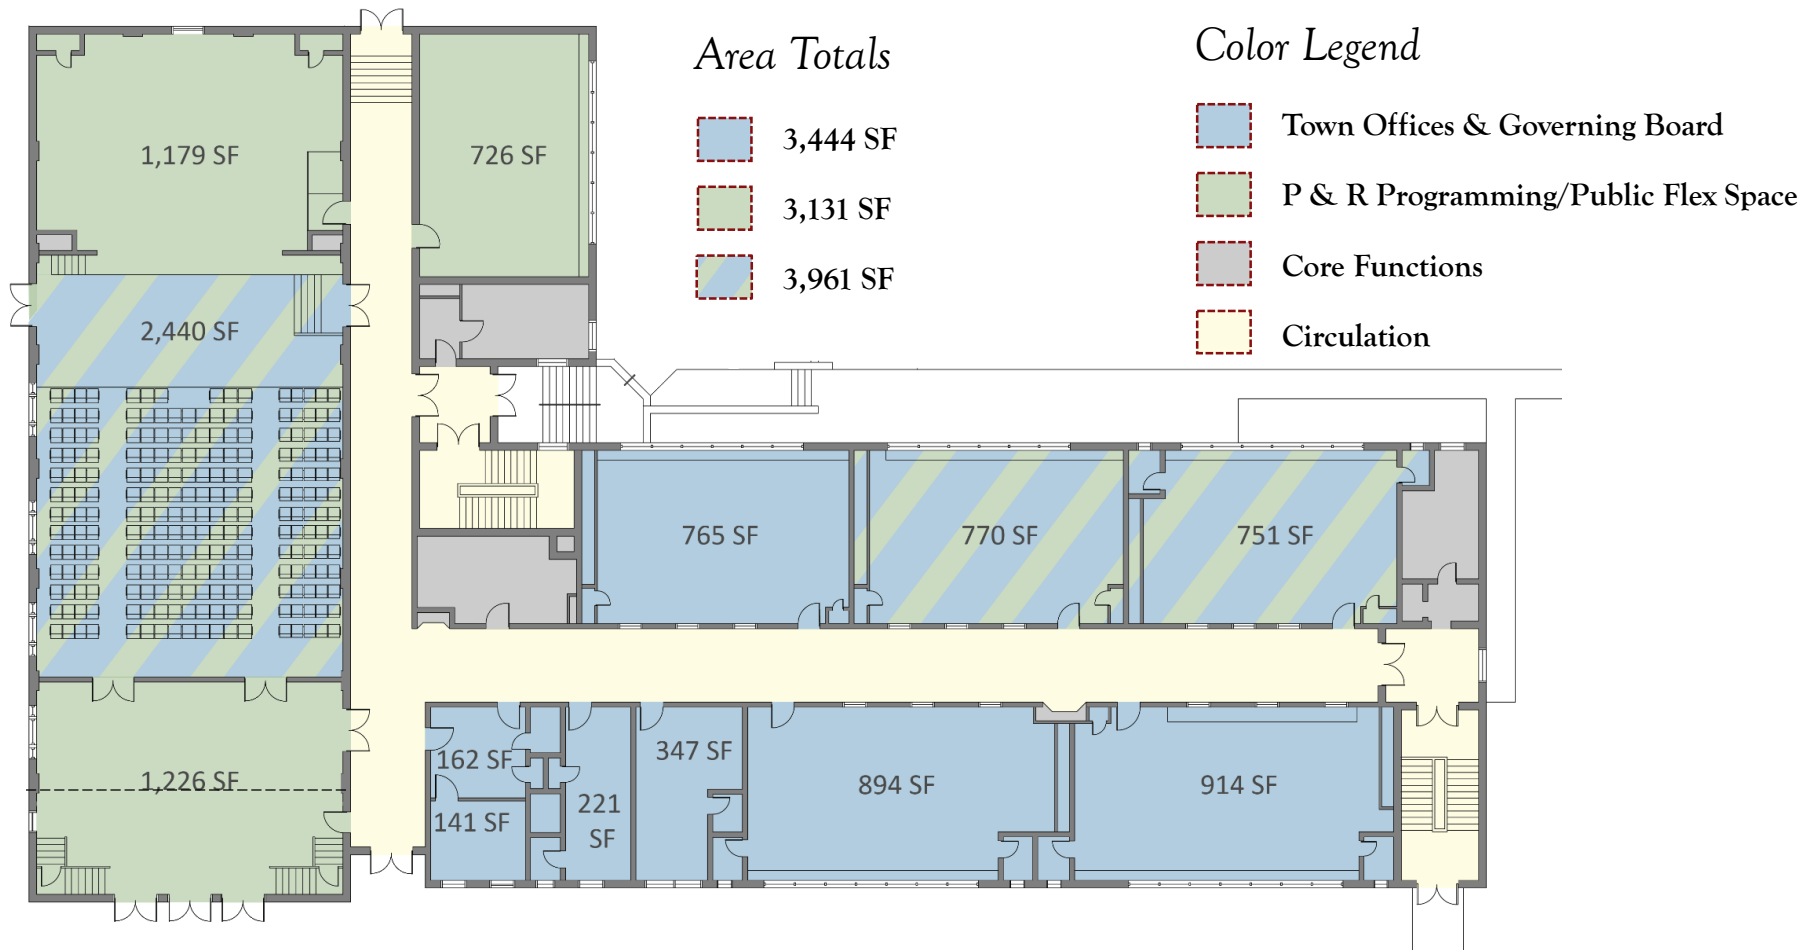 Area Totals
3,444 SF
3,131 SF
3,961 SF
Color Legend
Town Offices & Governing Board
P & R Programming/Public Flex Space
Core Functions
Circulation
1,179 SF
726 SF
2,440 SF
765 SF
770 SF
751 SF
1,226 SF
162 SF
141 SF
221
SF
347 SF
894 SF
914 SF